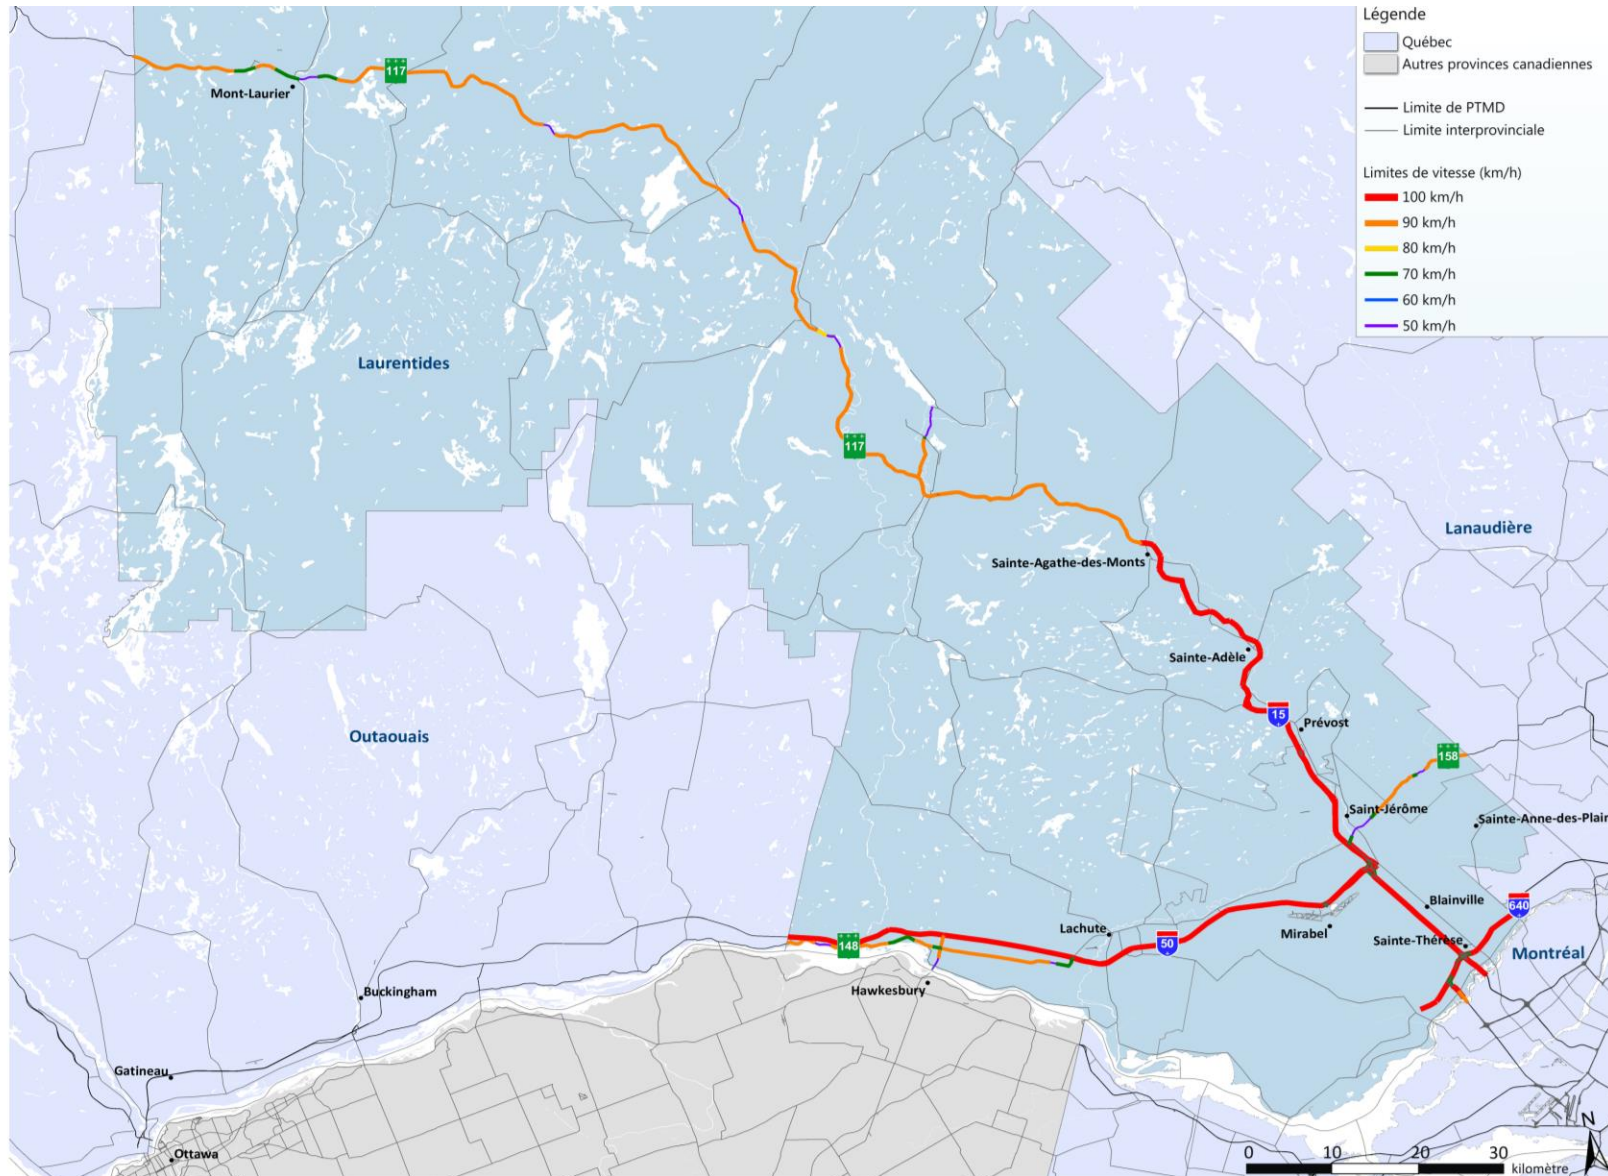 Légende
Québec
Autres provinces canadiennes
Limite de PTMD
Limite interprovinciale
Limites de vitesse (km/h)
100 km/h
90 km/h
80 km/h
70 km/h
60 km/h
50 km/h
117
Mont-Laurier
Laurentides
117
Lanaudière
Sainte-Agathe-des-Monts
Sainte-Adèle
15
Prévost
Outaouais
158
Saint-Jérôme
Sainte-Anne-des-Plain
Blainville
640
Lachute
Mirabel
148
50
Sainte-Thérèse
Montréal
Hawkesbury
Buckingham
Gatineau
Ottawa
N
0 10 20 30
kilomètre